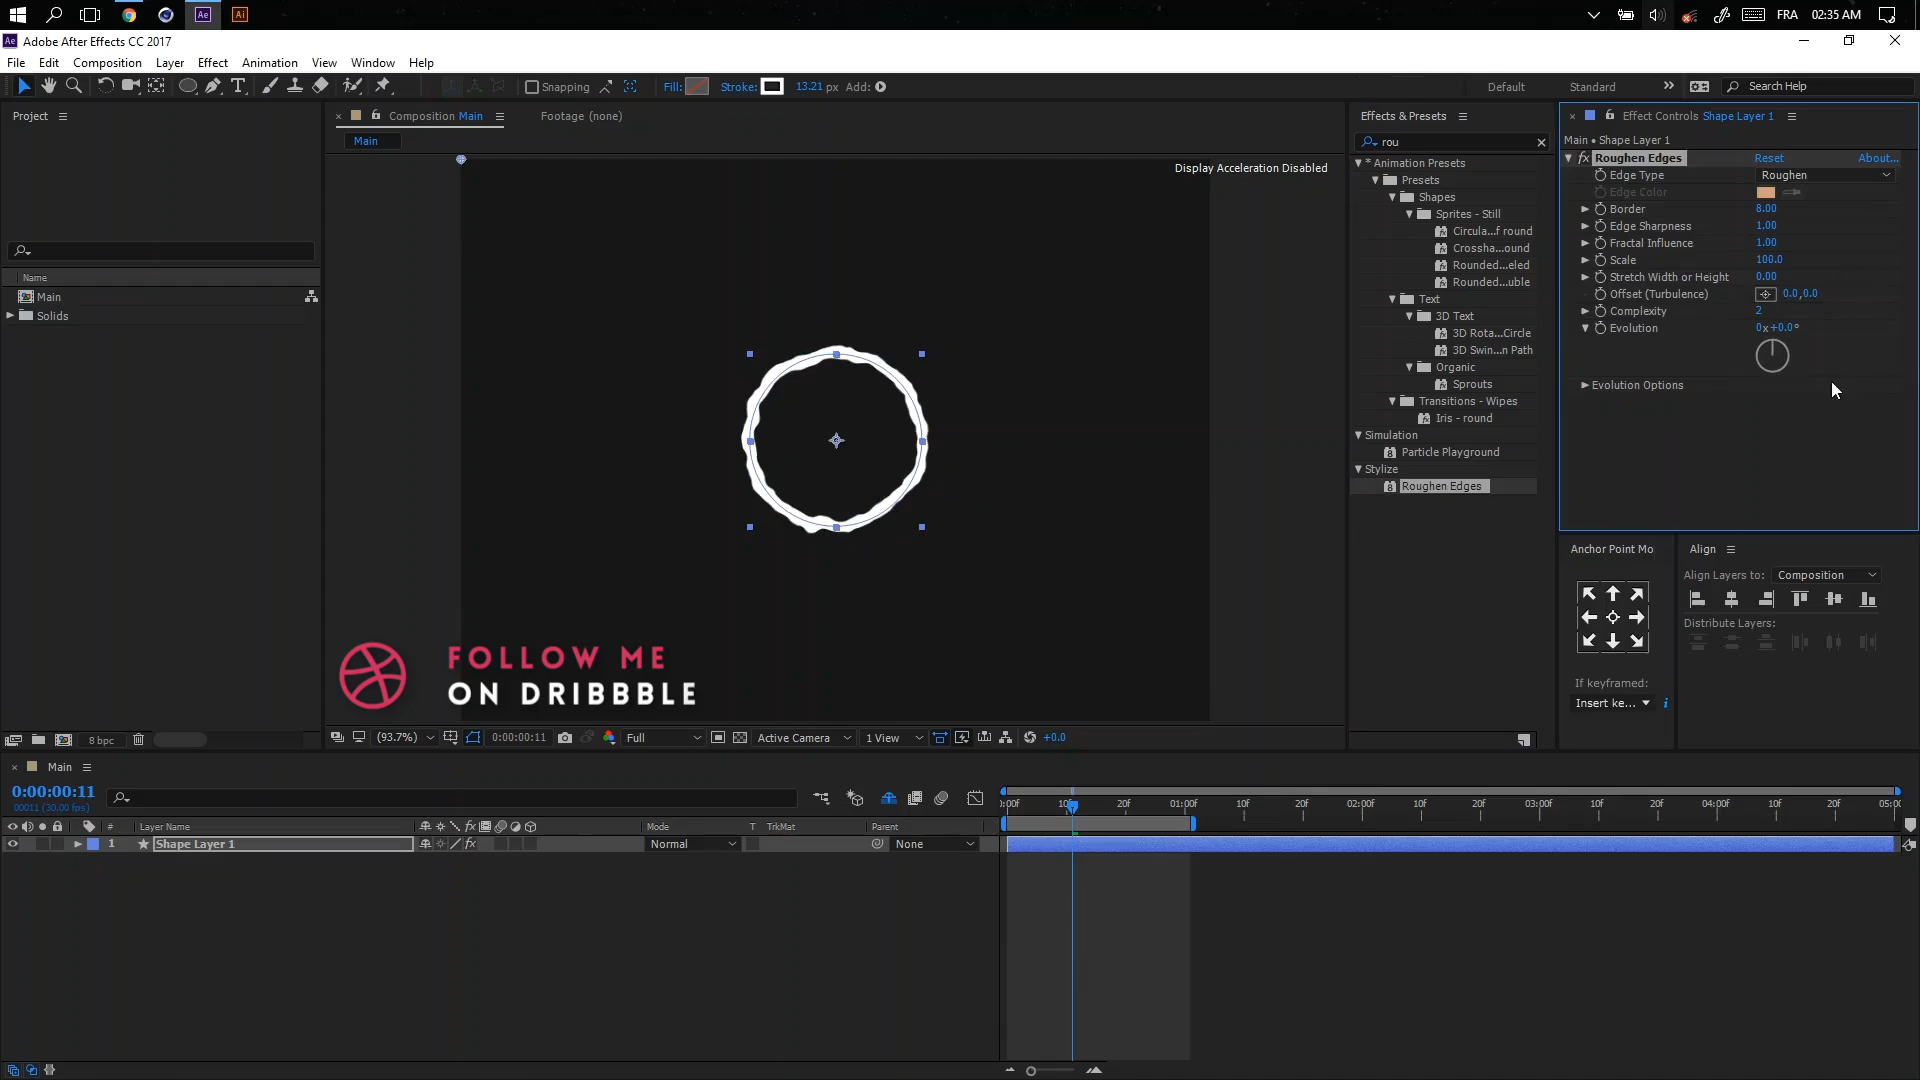 FRA 02:35 AM
Ae Adobe After Effects CC 2017
File Edit Composition Layer Effect Animation View Window Help
Snapping Fill: Stroke: 13.21 px Add: Default Standard Search Help
Project
Composition Main
Footage (none)
Main
Display Acceleration Disabled
Name
Main
Solids
FOLLOW ME
ON DRIBBBLE
8 bpc
(93.7%) 0:00:00:11 Full Active Camera 1 View +0.0
Effects & Presets
rou
* Animation Presets
Presets
Shapes
Sprites - Still
Circula...f round
Crossha...ound
Rounded...eled
Rounded...uble
Text
3D Text
3D Rota...Circle
3D Swin...n Path
Organic
Sprouts
Transitions - Wipes
Iris - round
Simulation
Particle Playground
Stylize
Roughen Edges
Effect Controls Shape Layer 1
Main • Shape Layer 1
fx Roughen Edges Reset About...
Edge Type Roughen
Edge Color
Border 8.00
Edge Sharpness 1.00
Fractal Influence 1.00
Scale 100.0
Stretch Width or Height 0.00
Offset (Turbulence) 0.0,0.0
Complexity 2
Evolution 0x+0.0°
Evolution Options
Anchor Point Mo
If keyframed:
Insert ke...
Align
Align Layers to: Composition
Distribute Layers:
Main
0:00:00:11
00011 (30.00 fps)
# Layer Name Mode T TrkMat Parent
1 Shape Layer 1 Normal None
):00f 10f 20f 01:00f 10f 20f 02:00f 10f 20f 03:00f 10f 20f 04:00f 10f 20f 05:00